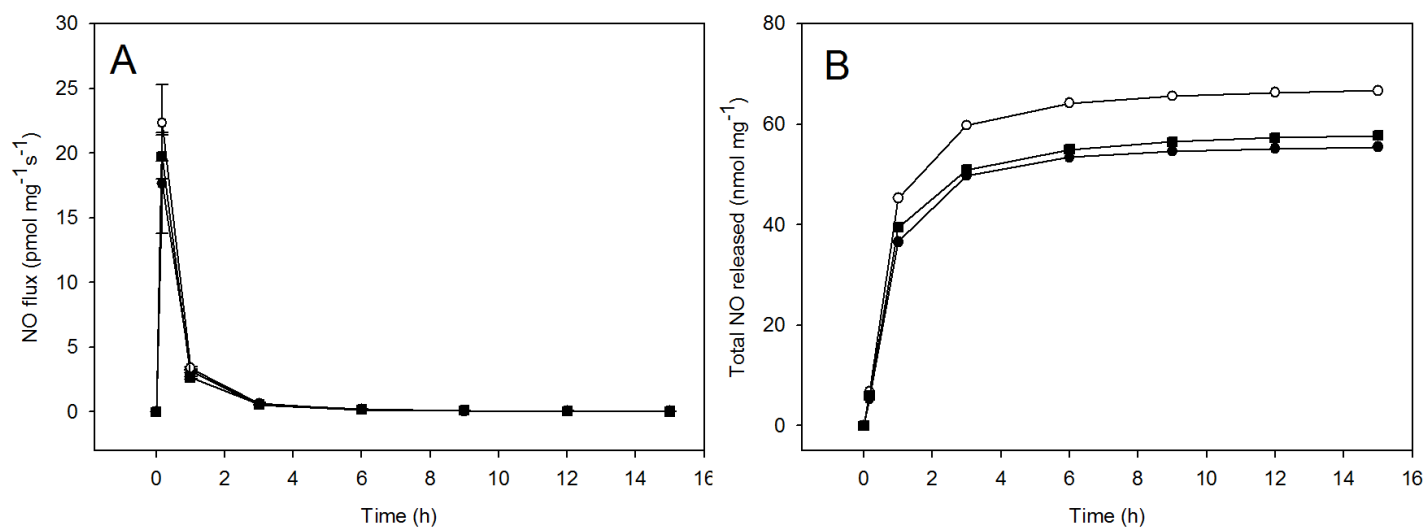 A
NO flux (pmol mg⁻¹s⁻¹)
30
25
20
15
10
5
0
0 2 4 6 8 10 12 14 16
Time (h)
B
Total NO released (nmol mg⁻¹)
80
60
40
20
0
0 2 4 6 8 10 12 14 16
Time (h)